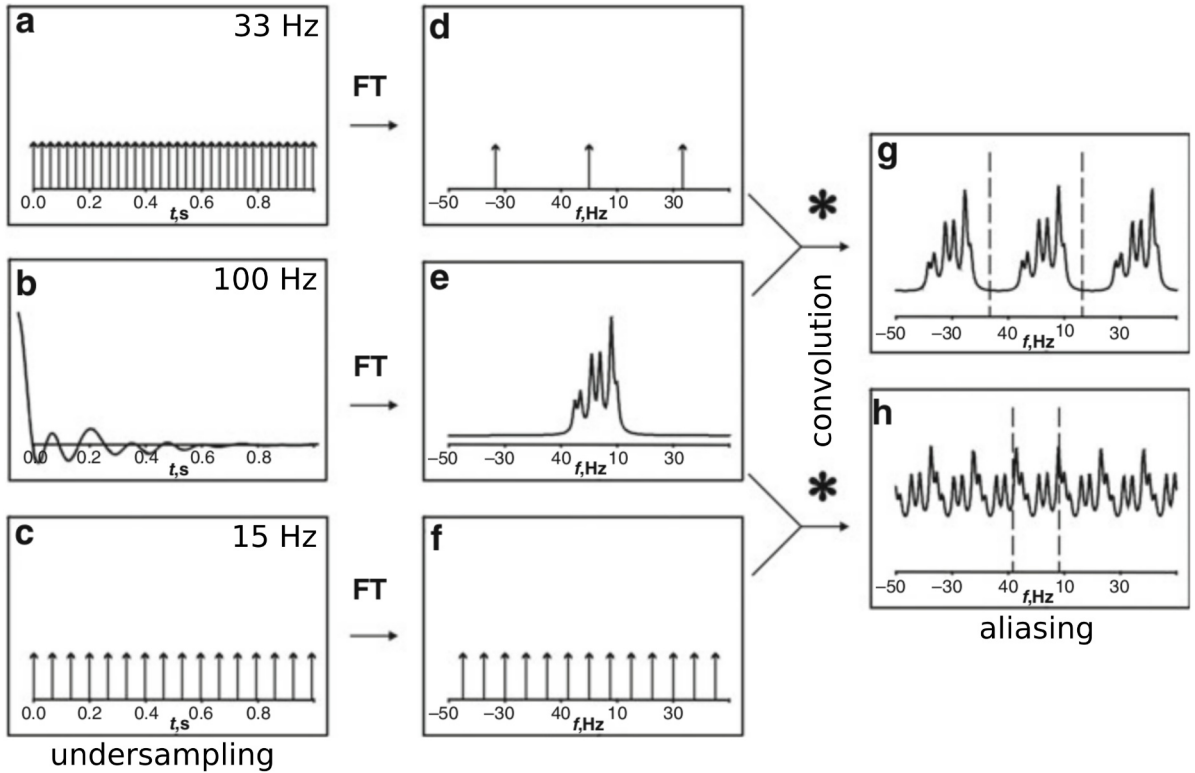 a
33 Hz
0.0 0.2 0.4 0.6 0.8
t,s
FT
d
–50 –30 40 10 30
f,Hz
b
100 Hz
0.0 0.2 0.4 0.6 0.8
t,s
FT
e
–50 –30 40 10 30
f,Hz
c
15 Hz
0.0 0.2 0.4 0.6 0.8
t,s
undersampling
FT
f
–50 –30 40 10 30
f,Hz
*
convolution
*
g
–50 –30 40 10 30
f,Hz
h
–50 –30 40 10 30
f,Hz
aliasing